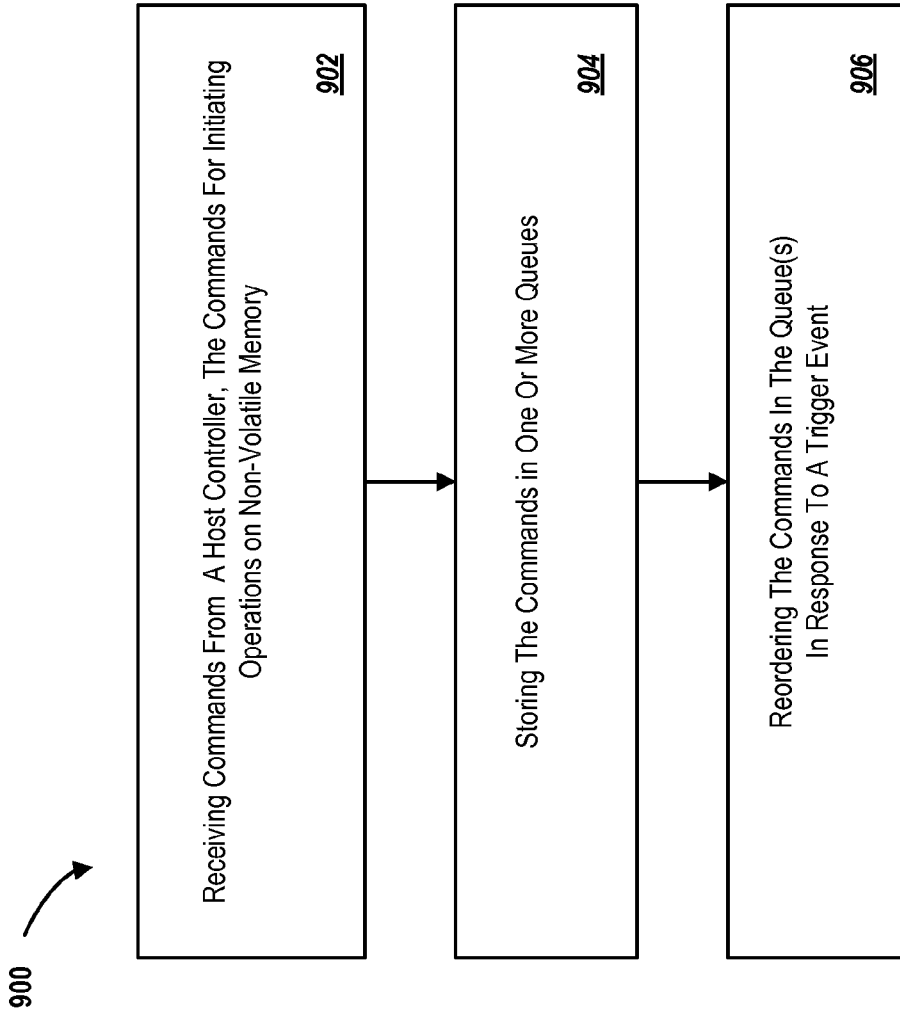 900
Receiving Commands From A Host Controller, The Commands For Initiating
Operations on Non-Volatile Memory
902
Storing The Commands in One Or More Queues
904
Reordering The Commands In The Queue(s)
In Response To A Trigger Event
906